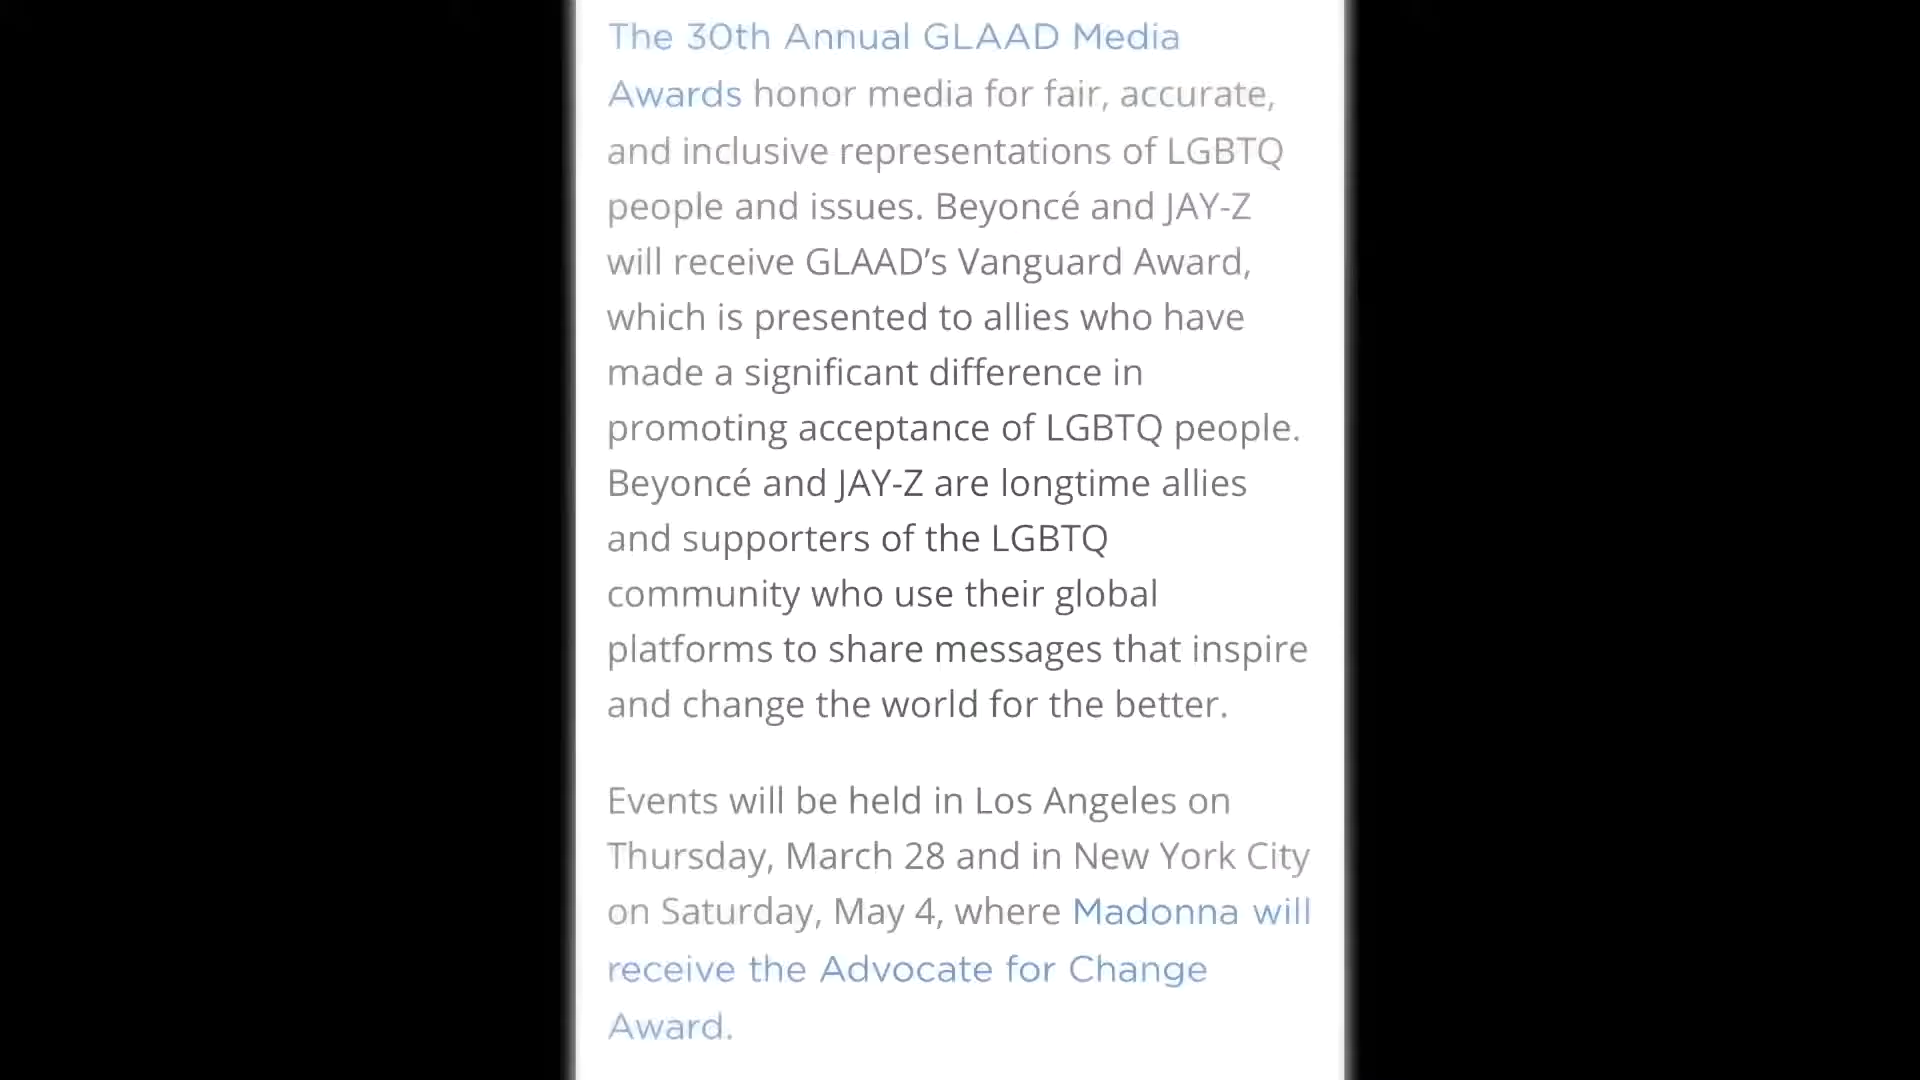 The 30th Annual GLAAD Media
Awards honor media for fair, accurate,
and inclusive representations of LGBTQ
people and issues. Beyoncé and JAY-Z
will receive GLAAD’s Vanguard Award,
which is presented to allies who have
made a significant difference in
promoting acceptance of LGBTQ people.
Beyoncé and JAY-Z are longtime allies
and supporters of the LGBTQ
community who use their global
platforms to share messages that inspire
and change the world for the better.
Events will be held in Los Angeles on
Thursday, March 28 and in New York City
on Saturday, May 4, where Madonna will
receive the Advocate for Change
Award.